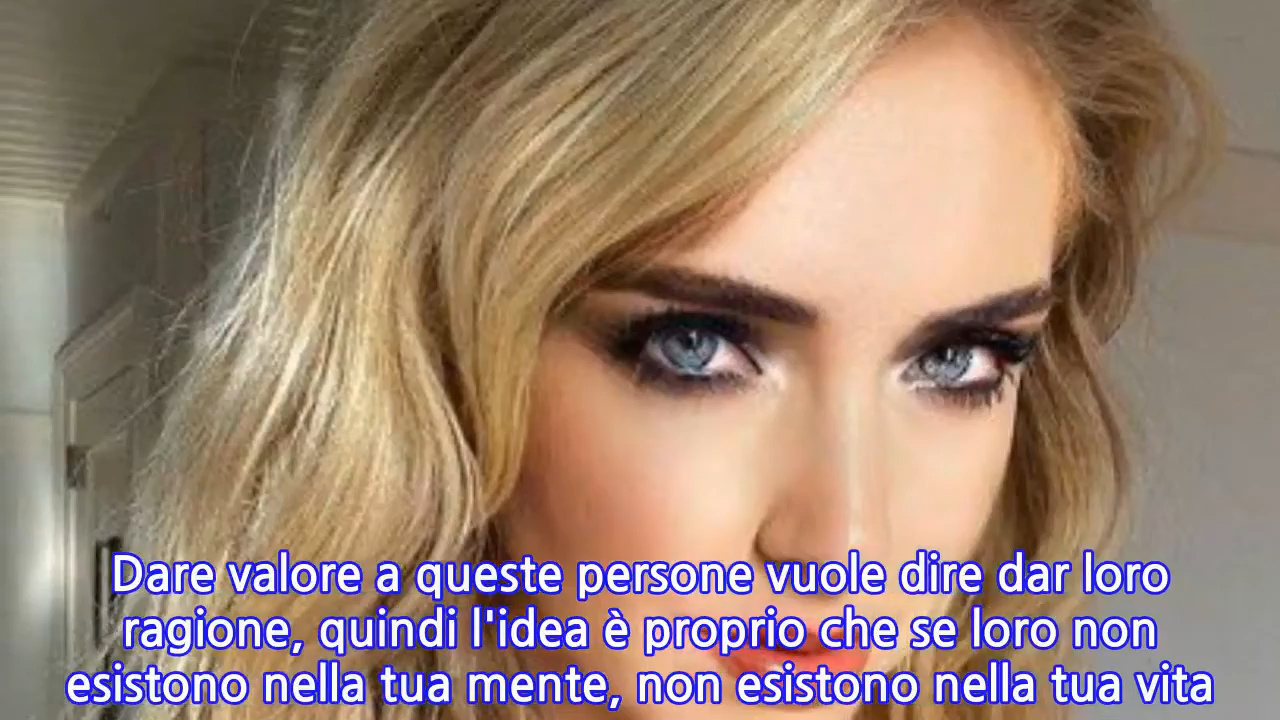 Dare valore a queste persone vuole dire dar loro
ragione, quindi l'idea è proprio che se loro non
esistono nella tua mente, non esistono nella tua vita